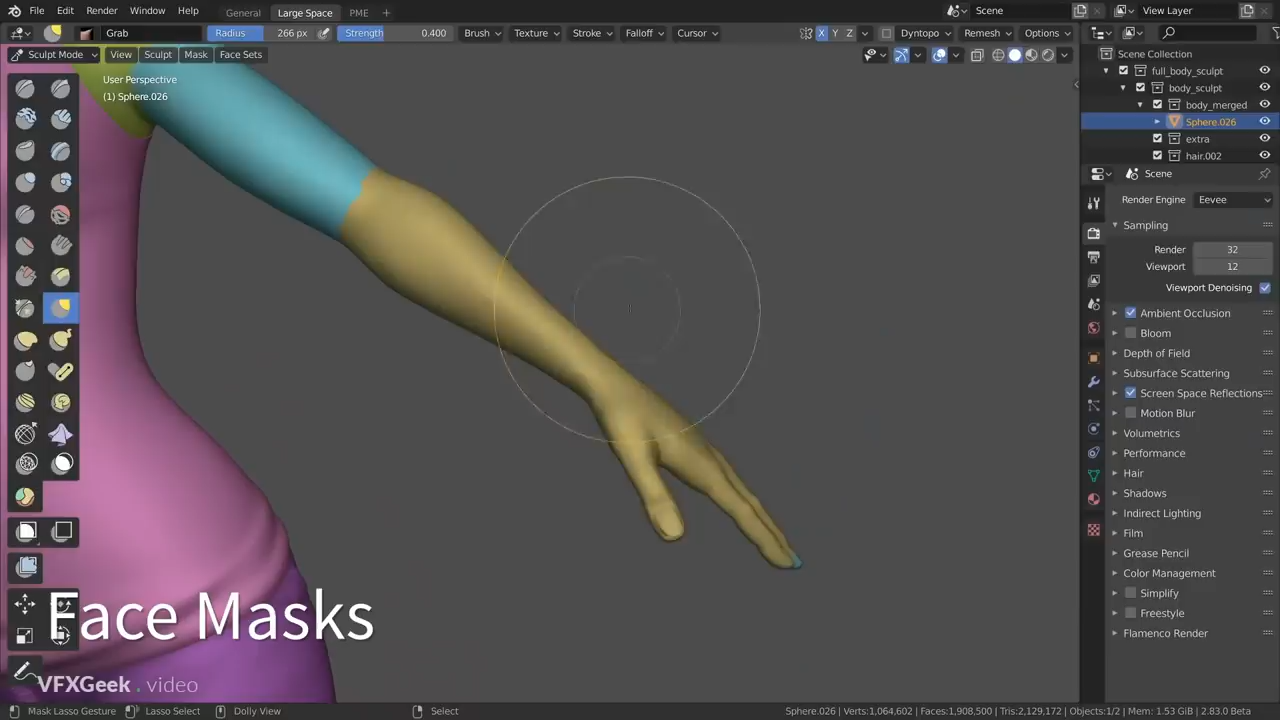 File Edit Render Window Help General Large Space PME + Scene View Layer
Grab Radius 266 px Strength 0.400 Brush Texture Stroke Falloff Cursor X Y Z Dyntopo Remesh Options
Sculpt Mode View Sculpt Mask Face Sets
User Perspective
(1) Sphere.026
Scene Collection
full_body_sculpt
body_sculpt
body_merged
Sphere.026
extra
hair.002
Scene
Render Engine Eevee
Sampling
Render 32
Viewport 12
Viewport Denoising
Ambient Occlusion
Bloom
Depth of Field
Subsurface Scattering
Screen Space Reflections
Motion Blur
Volumetrics
Performance
Hair
Shadows
Indirect Lighting
Film
Grease Pencil
Color Management
Simplify
Freestyle
Flamenco Render
Face Masks
VFXGeek . video
Mask Lasso Gesture Lasso Select Dolly View Select Sphere.026 | Verts:1,064,602 | Faces:1,908,500 | Tris:2,129,172 | Objects:1/2 | Mem: 1.53 GiB | 2.83.0 Beta